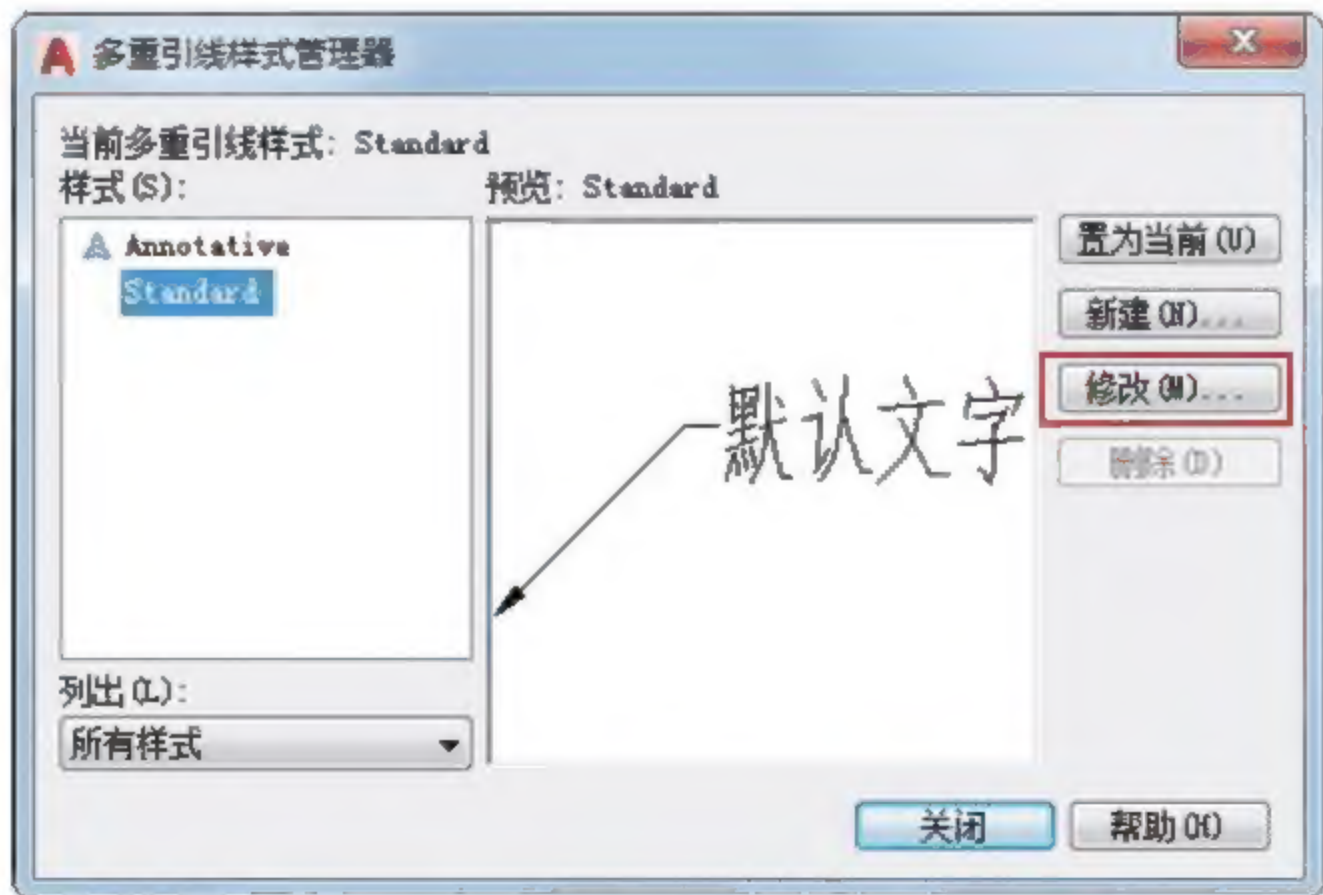 多重引线样式管理器
当前多重引线样式: Standard
样式(S):
预览: Standard
Annotative
Standard
默认文字
置为当前(U)
新建(N)...
修改(M)...
删除(D)
列出(L):
所有样式
关闭
帮助(H)